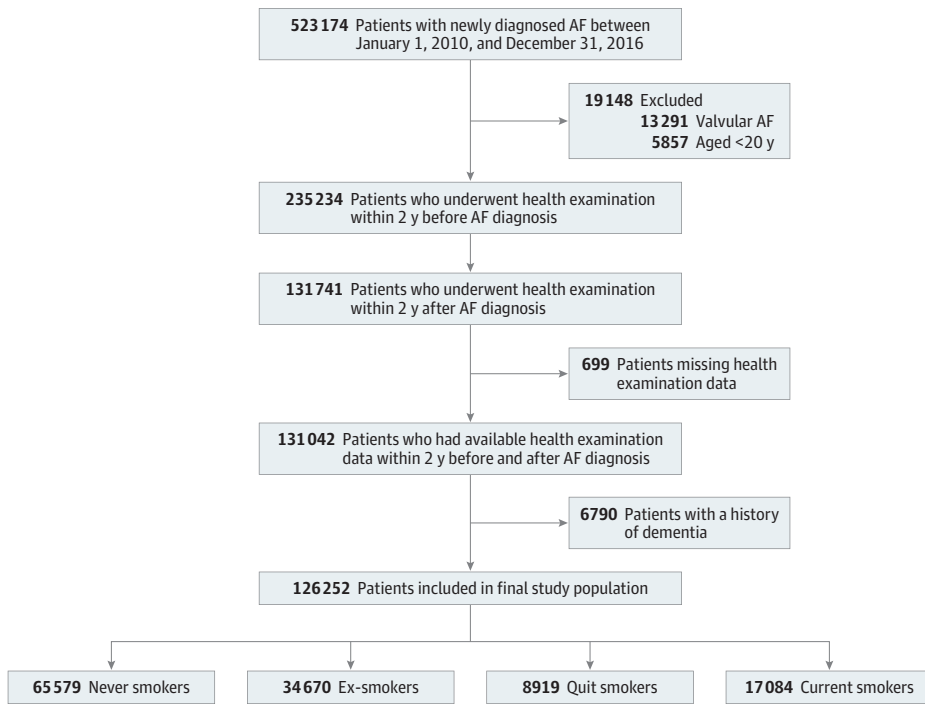 523 174 Patients with newly diagnosed AF between
January 1, 2010, and December 31, 2016
19 148 Excluded
13 291 Valvular AF
5857 Aged <20 y
235 234 Patients who underwent health examination
within 2 y before AF diagnosis
131 741 Patients who underwent health examination
within 2 y after AF diagnosis
699 Patients missing health
examination data
131 042 Patients who had available health examination
data within 2 y before and after AF diagnosis
6790 Patients with a history
of dementia
126 252 Patients included in final study population
65 579 Never smokers
34 670 Ex-smokers
8919 Quit smokers
17 084 Current smokers